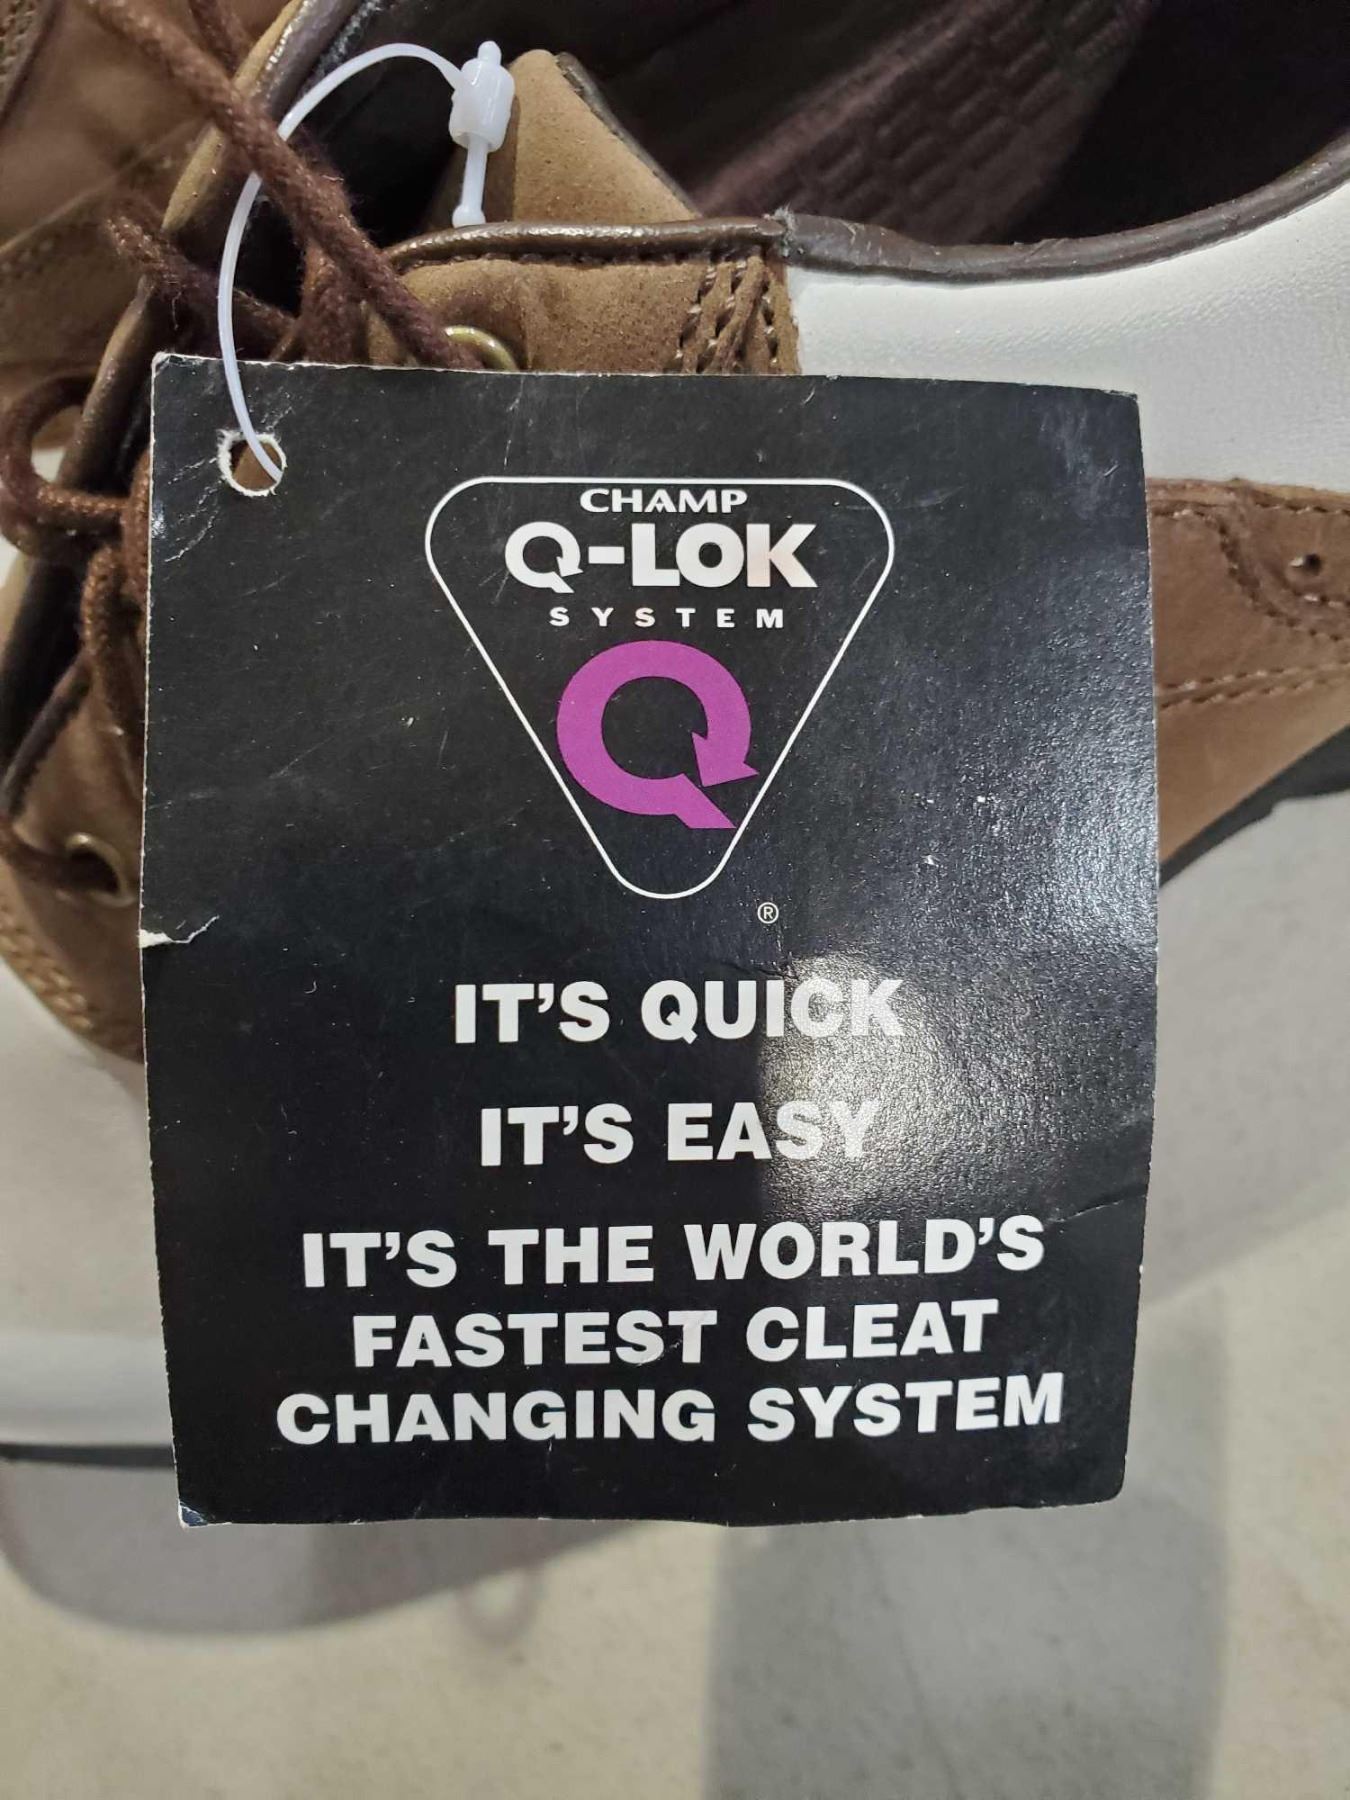 CHAMP
Q-LOK
SYSTEM
Q
®
IT'S QUICK
IT'S EASY
IT'S THE WORLD'S
FASTEST CLEAT
CHANGING SYSTEM